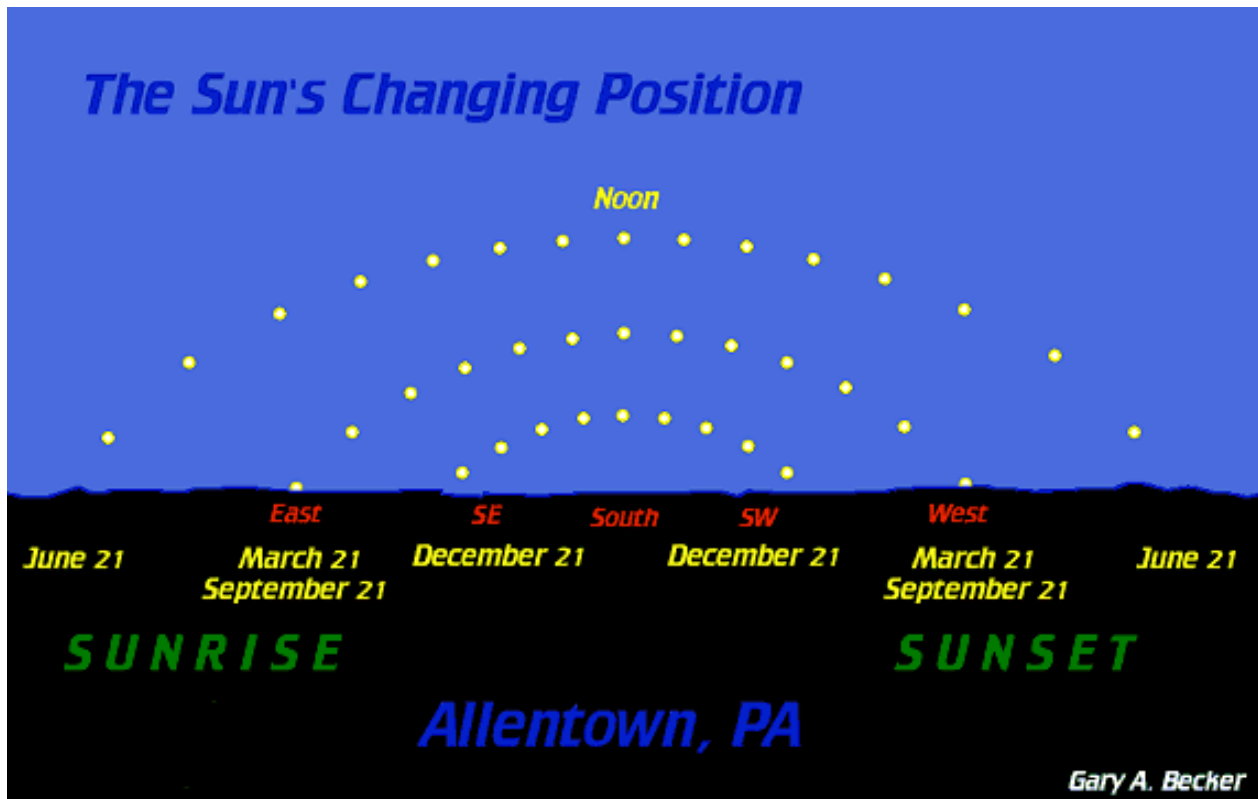 The Sun's Changing Position
Noon
East SE South SW West
June 21 March 21 December 21 December 21 March 21 June 21
September 21 September 21
SUNRISE SUNSET
Allentown, PA
Gary A. Becker